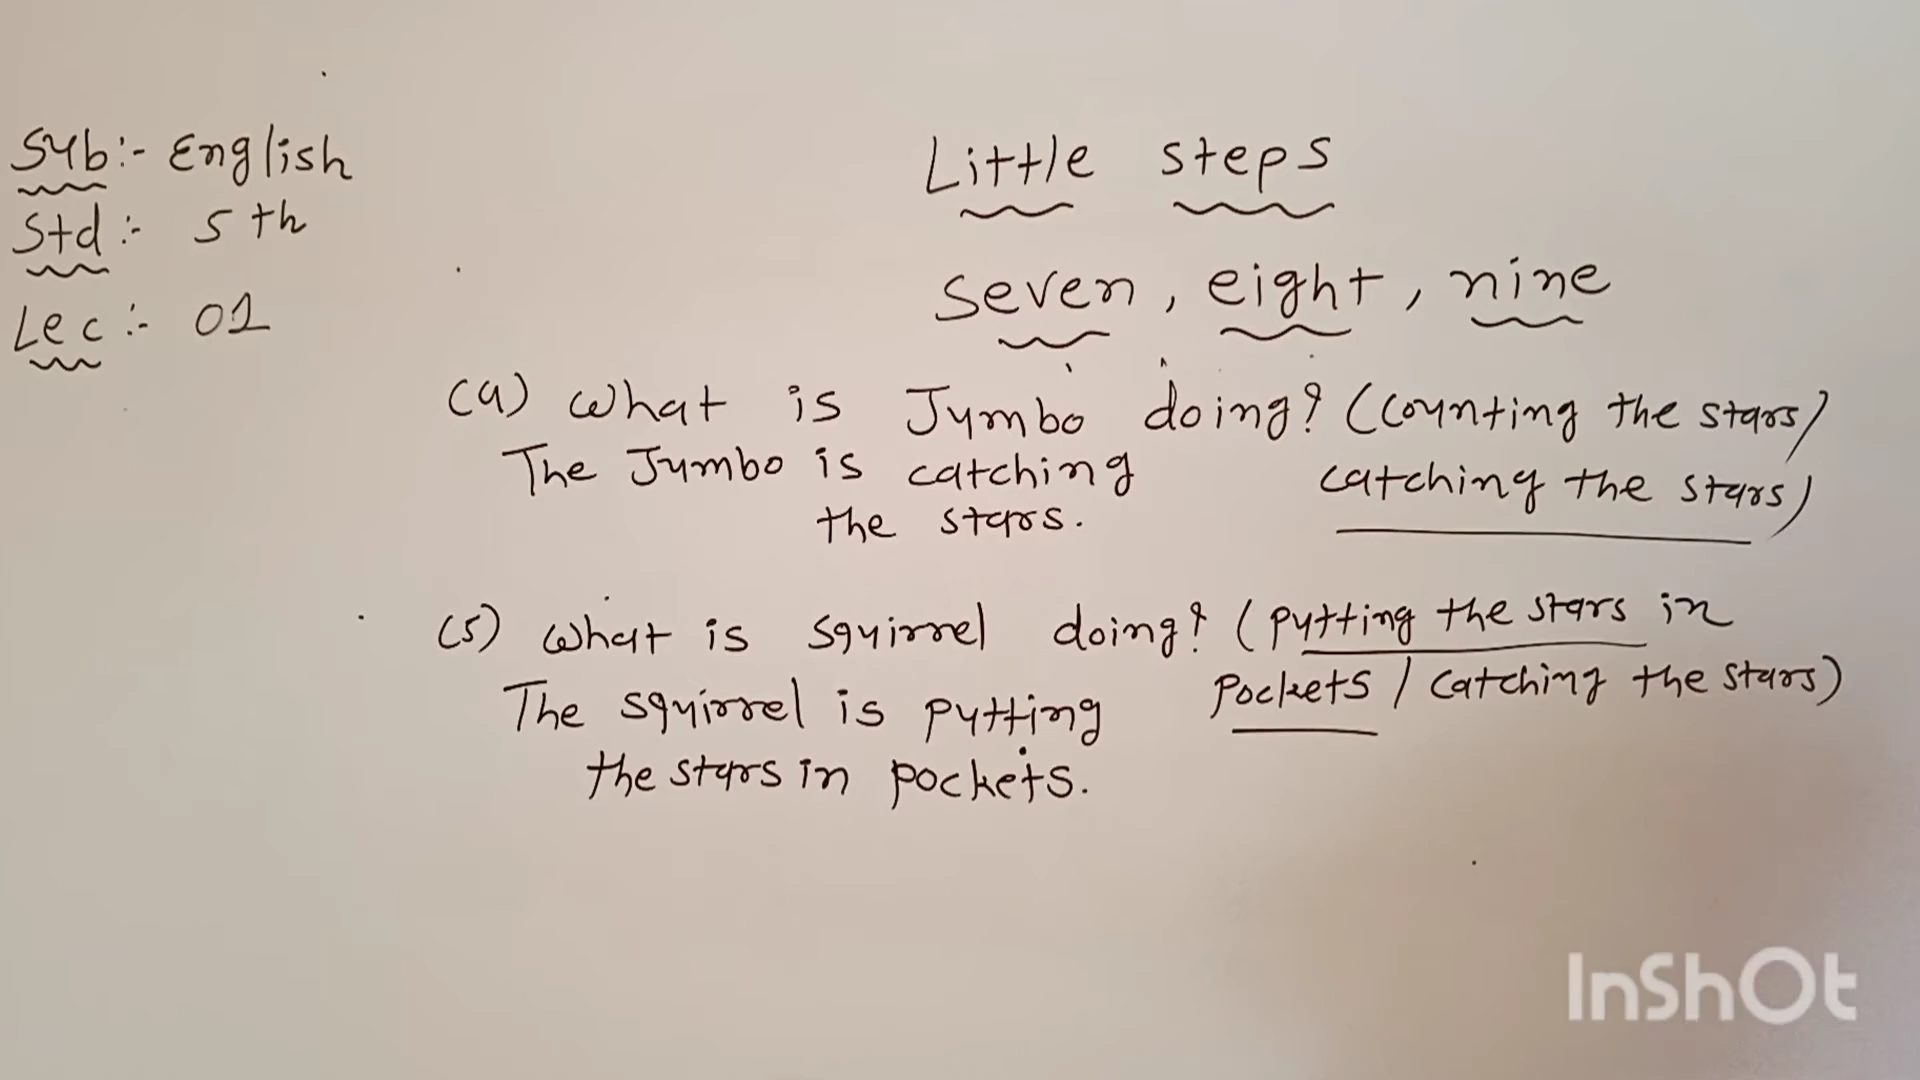 Sub:- English
Std:- 5th
Lec:- 01
Little steps
seven, eight, nine
(4) What is Jumbo doing? (counting the stars/
The Jumbo is catching
catching the stars)
the stars.
(5) What is squirrel doing? (putting the stars in
The squirrel is putting
pockets / catching the stars)
the stars in pockets.
InShOt